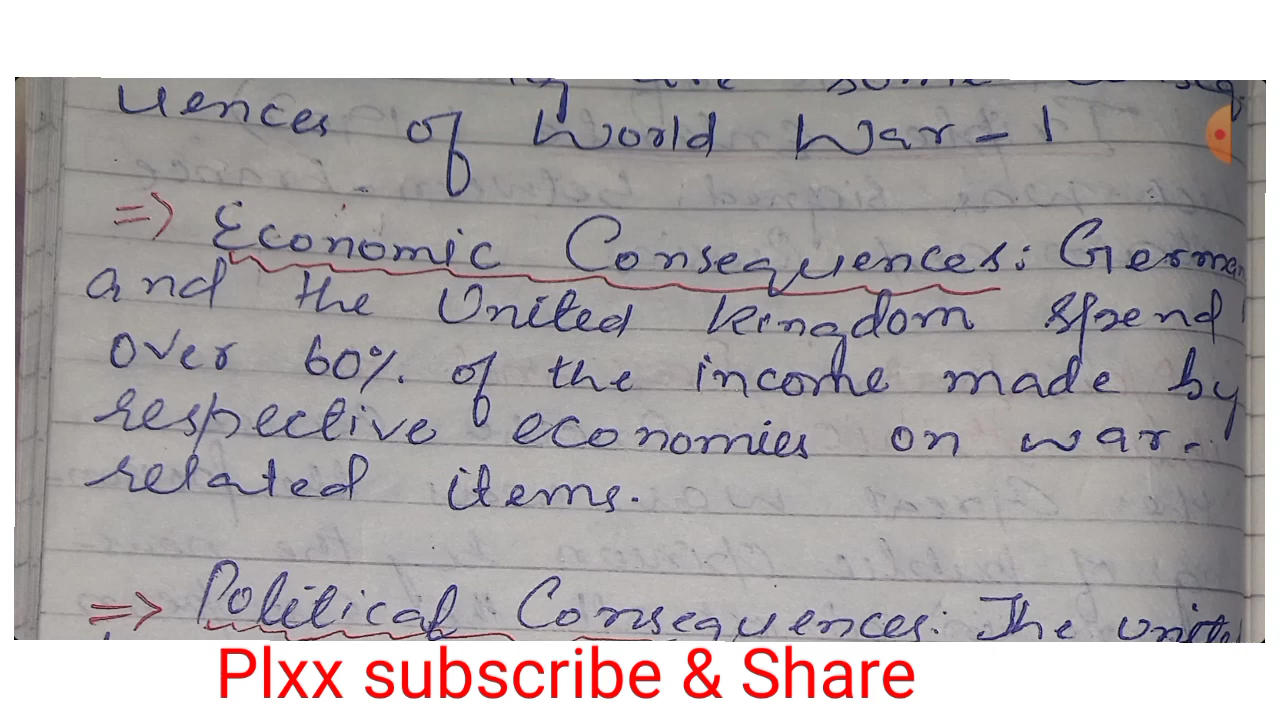 uences of World War - 1
=> Economic Consequences: German
and the United kingdom spend
over 60% of the income made by
respective economies on war-
related items.
=> Political Consequences: The unite
Plxx subscribe & Share